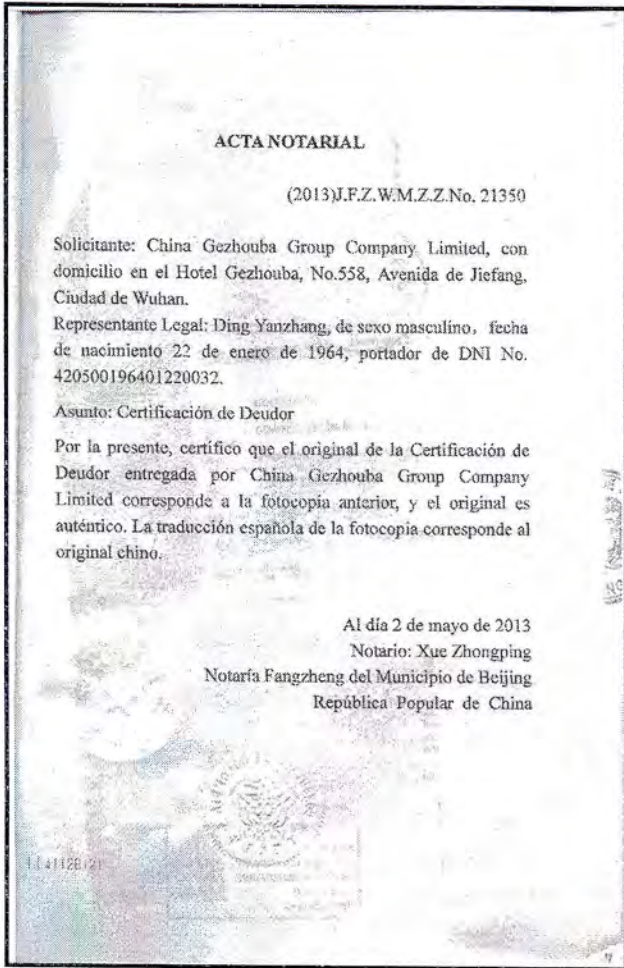 ACTA NOTARIAL
(2013)J.F.Z.W.M.Z.Z.No. 21350
Solicitante: China Gezhouba Group Company Limited, con
domicilio en el Hotel Gezhouba, No.558, Avenida de Jiefang,
Ciudad de Wuhan.
Representante Legal: Ding Yanzhang, de sexo masculino, fecha
de nacimiento 22 de enero de 1964, portador de DNI No.
420500196401220032.
Asunto: Certificación de Deudor
Por la presente, certifico que el original de la Certificación de
Deudor entregada por China Gezhouba Group Company
Limited corresponde a la fotocopia anterior, y el original es
auténtico. La traducción española de la fotocopia corresponde al
original chino.
Al día 2 de mayo de 2013
Notario: Xue Zhongping
Notaría Fangzheng del Municipio de Beijing
República Popular de China